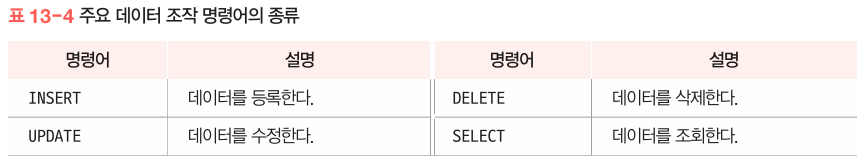 표 13-4 주요 데이터 조작 명령어의 종류
명령어 설명 명령어 설명
INSERT 데이터를 등록한다. DELETE 데이터를 삭제한다.
UPDATE 데이터를 수정한다. SELECT 데이터를 조회한다.